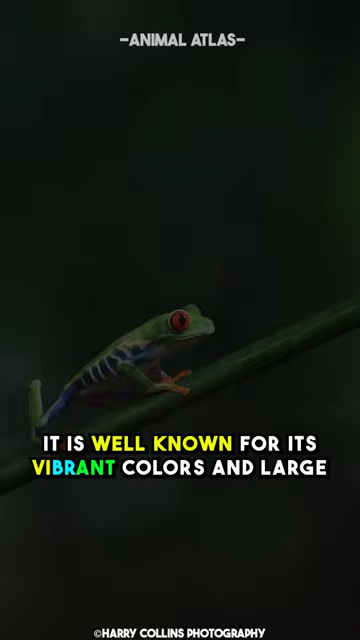 -ANIMAL ATLAS-
IT IS WELL KNOWN FOR ITS
VIBRANT COLORS AND LARGE
©HARRY COLLINS PHOTOGRAPHY